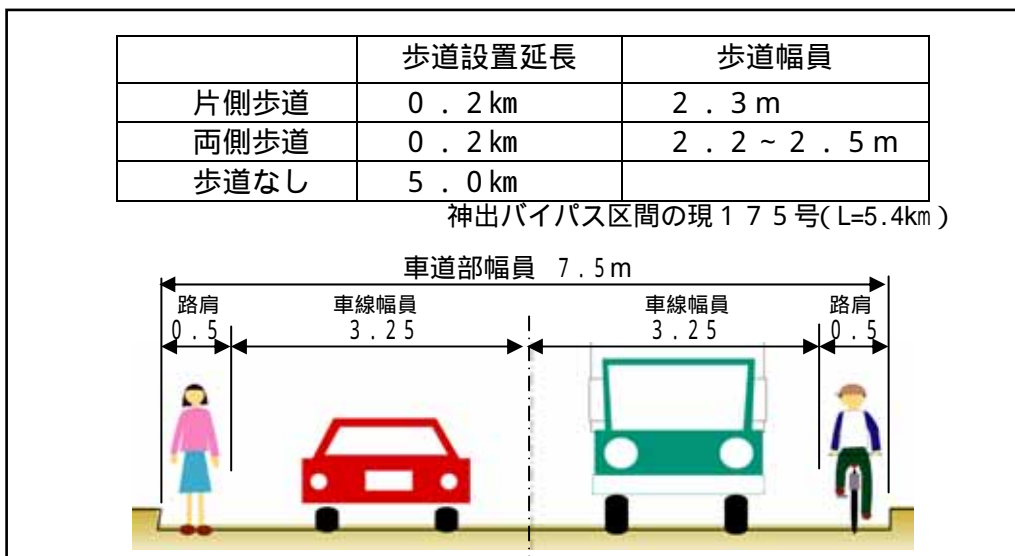 歩道設置延長 歩道幅員
片側歩道 0.2㎞ 2.3m
両側歩道 0.2㎞ 2.2~2.5m
歩道なし 5.0㎞
神出バイパス区間の現175号(L=5.4㎞)
車道部幅員 7.5m
路肩 車線幅員 車線幅員 路肩
0.5 3.25 3.25 0.5